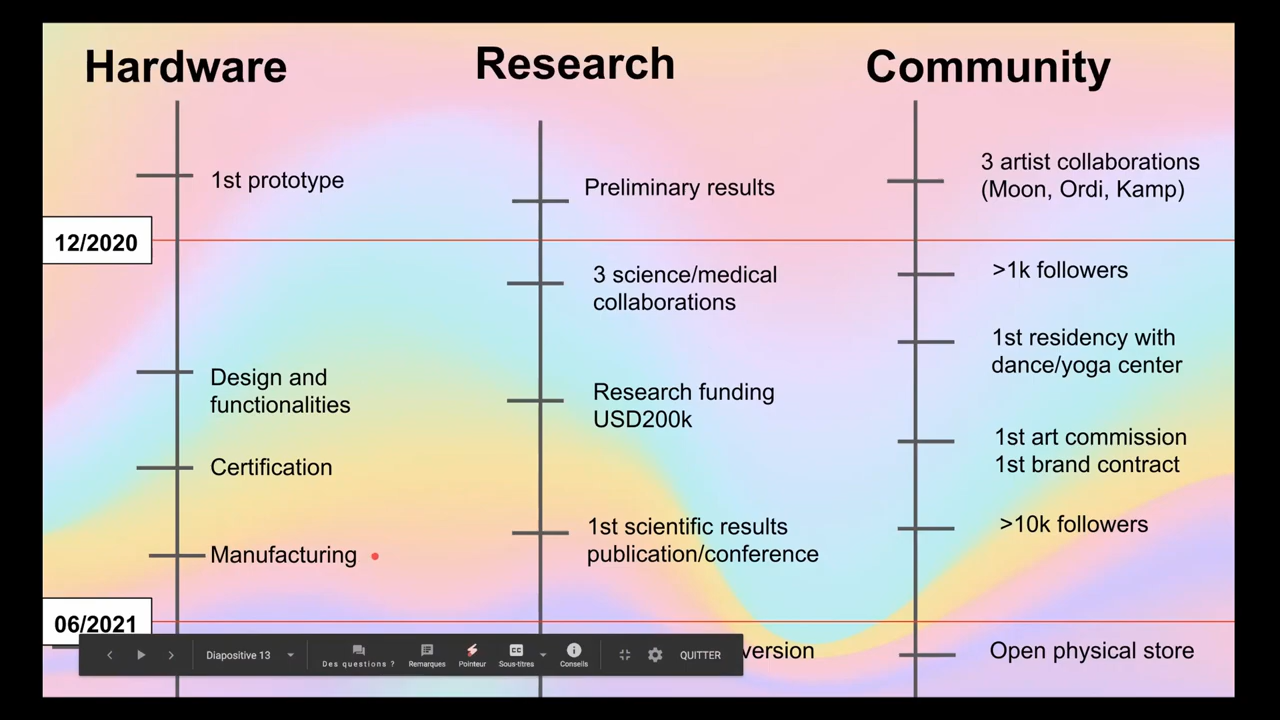 Hardware
Research
Community
1st prototype
Preliminary results
3 artist collaborations
(Moon, Ordi, Kamp)
12/2020
3 science/medical
collaborations
>1k followers
1st residency with
dance/yoga center
Design and
functionalities
Research funding
USD200k
1st art commission
1st brand contract
Certification
1st scientific results
publication/conference
>10k followers
Manufacturing
06/2021
version
Open physical store
Diapositive 13
Des questions ?
Remarques
Pointeur
CC
Sous-titres
Conseils
QUITTER